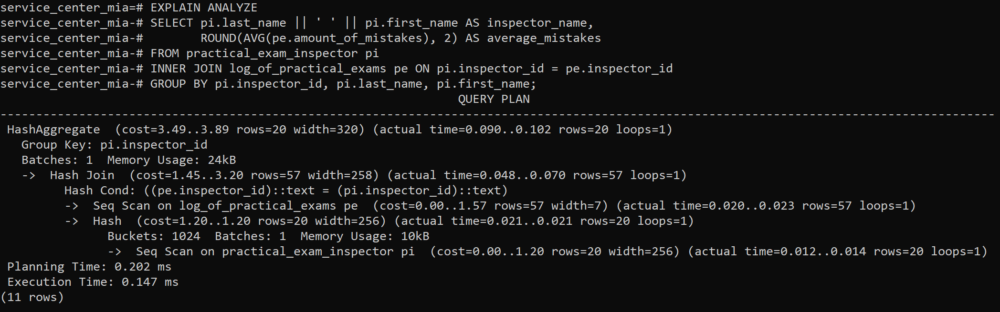 service_center_mia=# EXPLAIN ANALYZE
service_center_mia-# SELECT pi.last_name || ' ' || pi.first_name AS inspector_name,
service_center_mia-#        ROUND(AVG(pe.amount_of_mistakes), 2) AS average_mistakes
service_center_mia-# FROM practical_exam_inspector pi
service_center_mia-# INNER JOIN log_of_practical_exams pe ON pi.inspector_id = pe.inspector_id
service_center_mia-# GROUP BY pi.inspector_id, pi.last_name, pi.first_name;
                                                                QUERY PLAN
-------------------------------------------------------------------------------------------------------------------------------------------
 HashAggregate  (cost=3.49..3.89 rows=20 width=320) (actual time=0.090..0.102 rows=20 loops=1)
   Group Key: pi.inspector_id
   Batches: 1  Memory Usage: 24kB
   ->  Hash Join  (cost=1.45..3.20 rows=57 width=258) (actual time=0.048..0.070 rows=57 loops=1)
         Hash Cond: ((pe.inspector_id)::text = (pi.inspector_id)::text)
         ->  Seq Scan on log_of_practical_exams pe  (cost=0.00..1.57 rows=57 width=7) (actual time=0.020..0.023 rows=57 loops=1)
         ->  Hash  (cost=1.20..1.20 rows=20 width=256) (actual time=0.021..0.021 rows=20 loops=1)
               Buckets: 1024  Batches: 1  Memory Usage: 10kB
               ->  Seq Scan on practical_exam_inspector pi  (cost=0.00..1.20 rows=20 width=256) (actual time=0.012..0.014 rows=20 loops=1)
 Planning Time: 0.202 ms
 Execution Time: 0.147 ms
(11 rows)